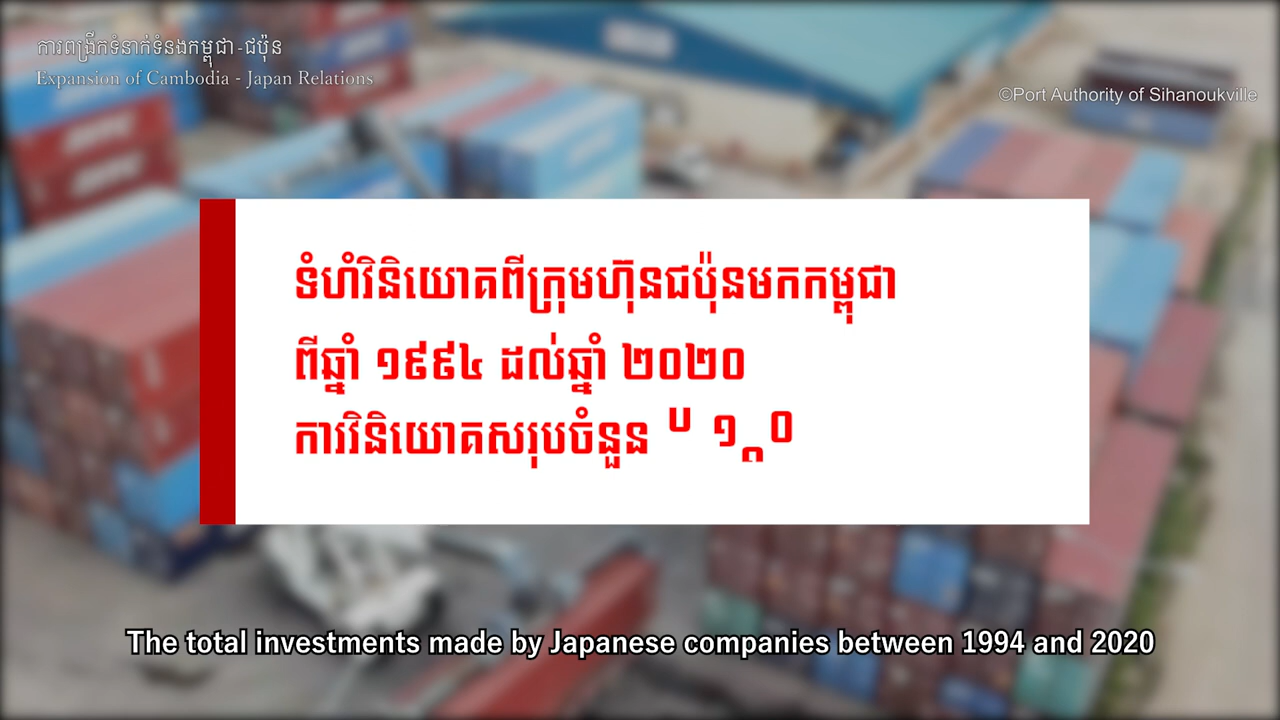 ការពង្រីកទំនាក់ទំនងកម្ពុជា-ជប៉ុន
Expansion of Cambodia - Japan Relations
©Port Authority of Sihanoukville
ទំហំវិនិយោគពីក្រុមហ៊ុនជប៉ុនមកកម្ពុជា
ពីឆ្នាំ ១៩៩៤ ដល់ឆ្នាំ ២០២០
ការវិនិយោគសរុបចំនួន
The total investments made by Japanese companies between 1994 and 2020